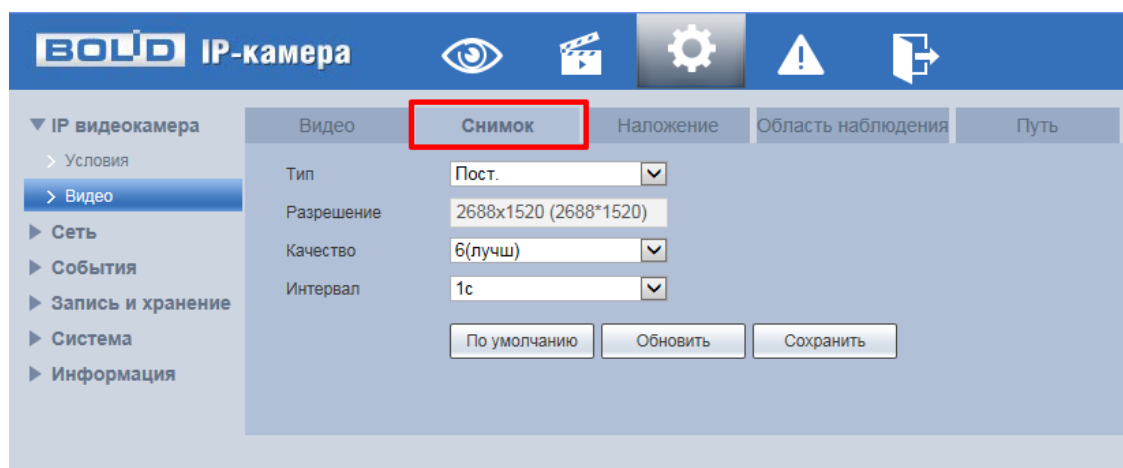 BOLID IP-камера
IP видеокамера
Условия
Видео
Сеть
События
Запись и хранение
Система
Информация
Видео Снимок Наложение Область наблюдения Путь
Тип Пост.
Разрешение 2688x1520 (2688*1520)
Качество 6(лучш)
Интервал 1с
По умолчанию Обновить Сохранить